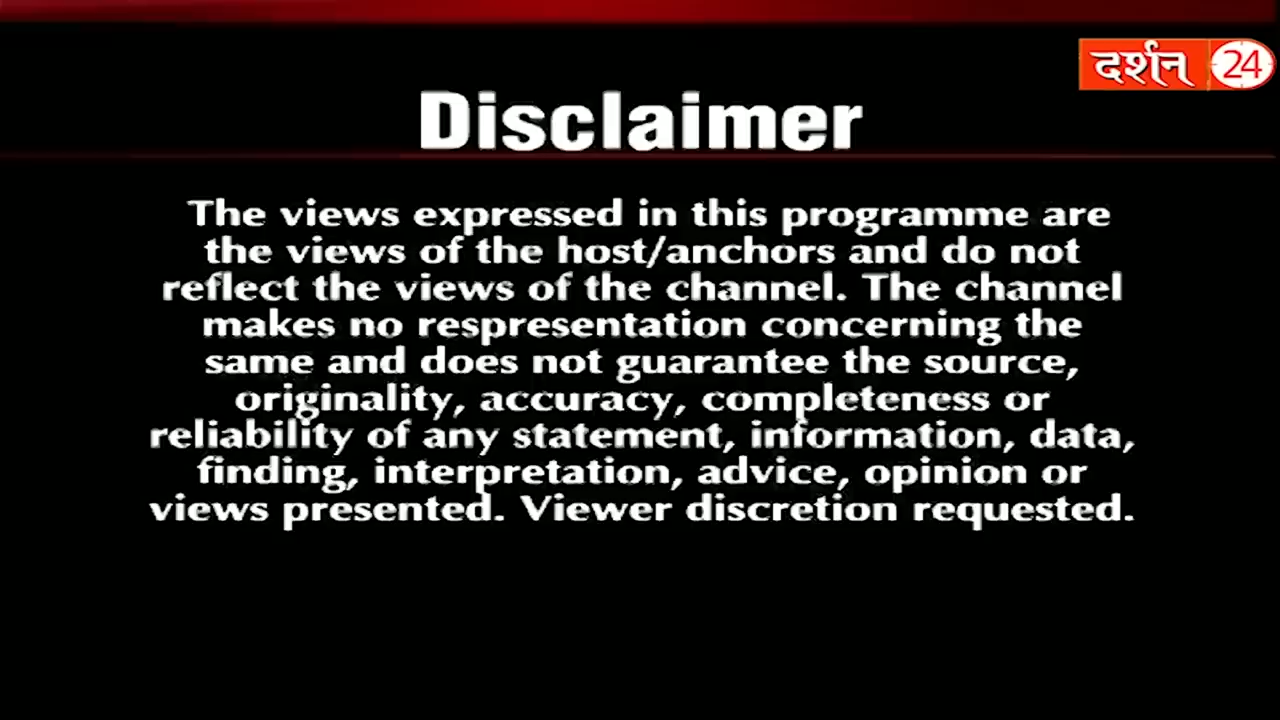 दर्शन 24
Disclaimer
The views expressed in this programme are
the views of the host/anchors and do not
reflect the views of the channel. The channel
makes no respresentation concerning the
same and does not guarantee the source,
originality, accuracy, completeness or
reliability of any statement, information, data,
finding, interpretation, advice, opinion or
views presented. Viewer discretion requested.